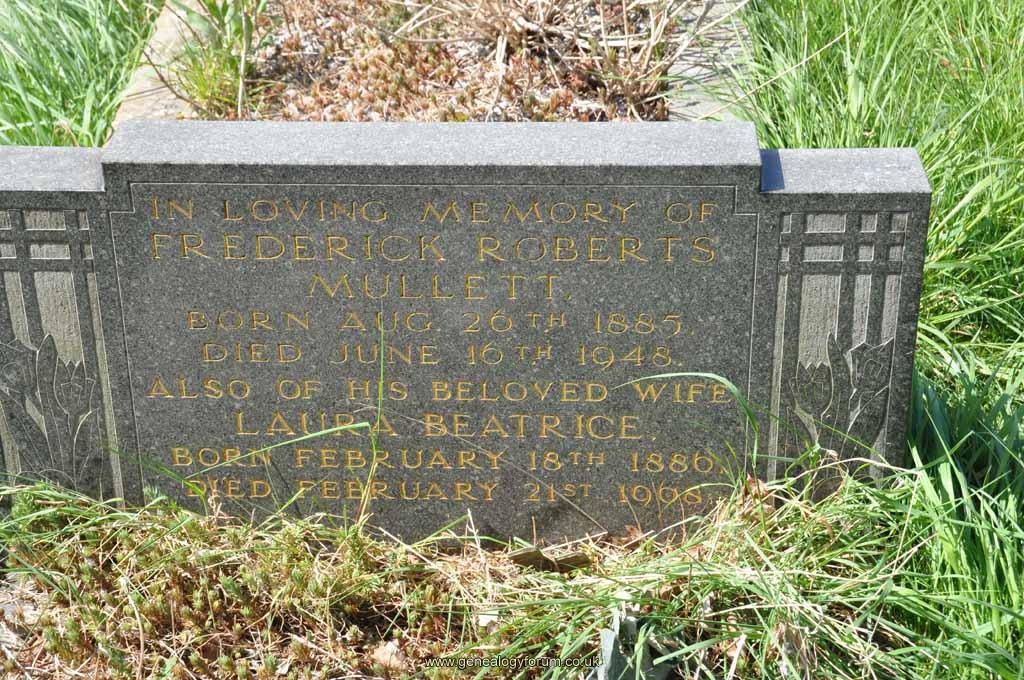 IN LOVING MEMORY OF
FREDERICK ROBERTS
MULLETT.
BORN AUG. 26TH 1885.
DIED JUNE 16TH 1948.
ALSO OF HIS BELOVED WIFE
LAURA BEATRICE.
BORN FEBRUARY 18TH 1886.
DIED FEBRUARY 21ST 1968.
www.genealogyforum.co.uk